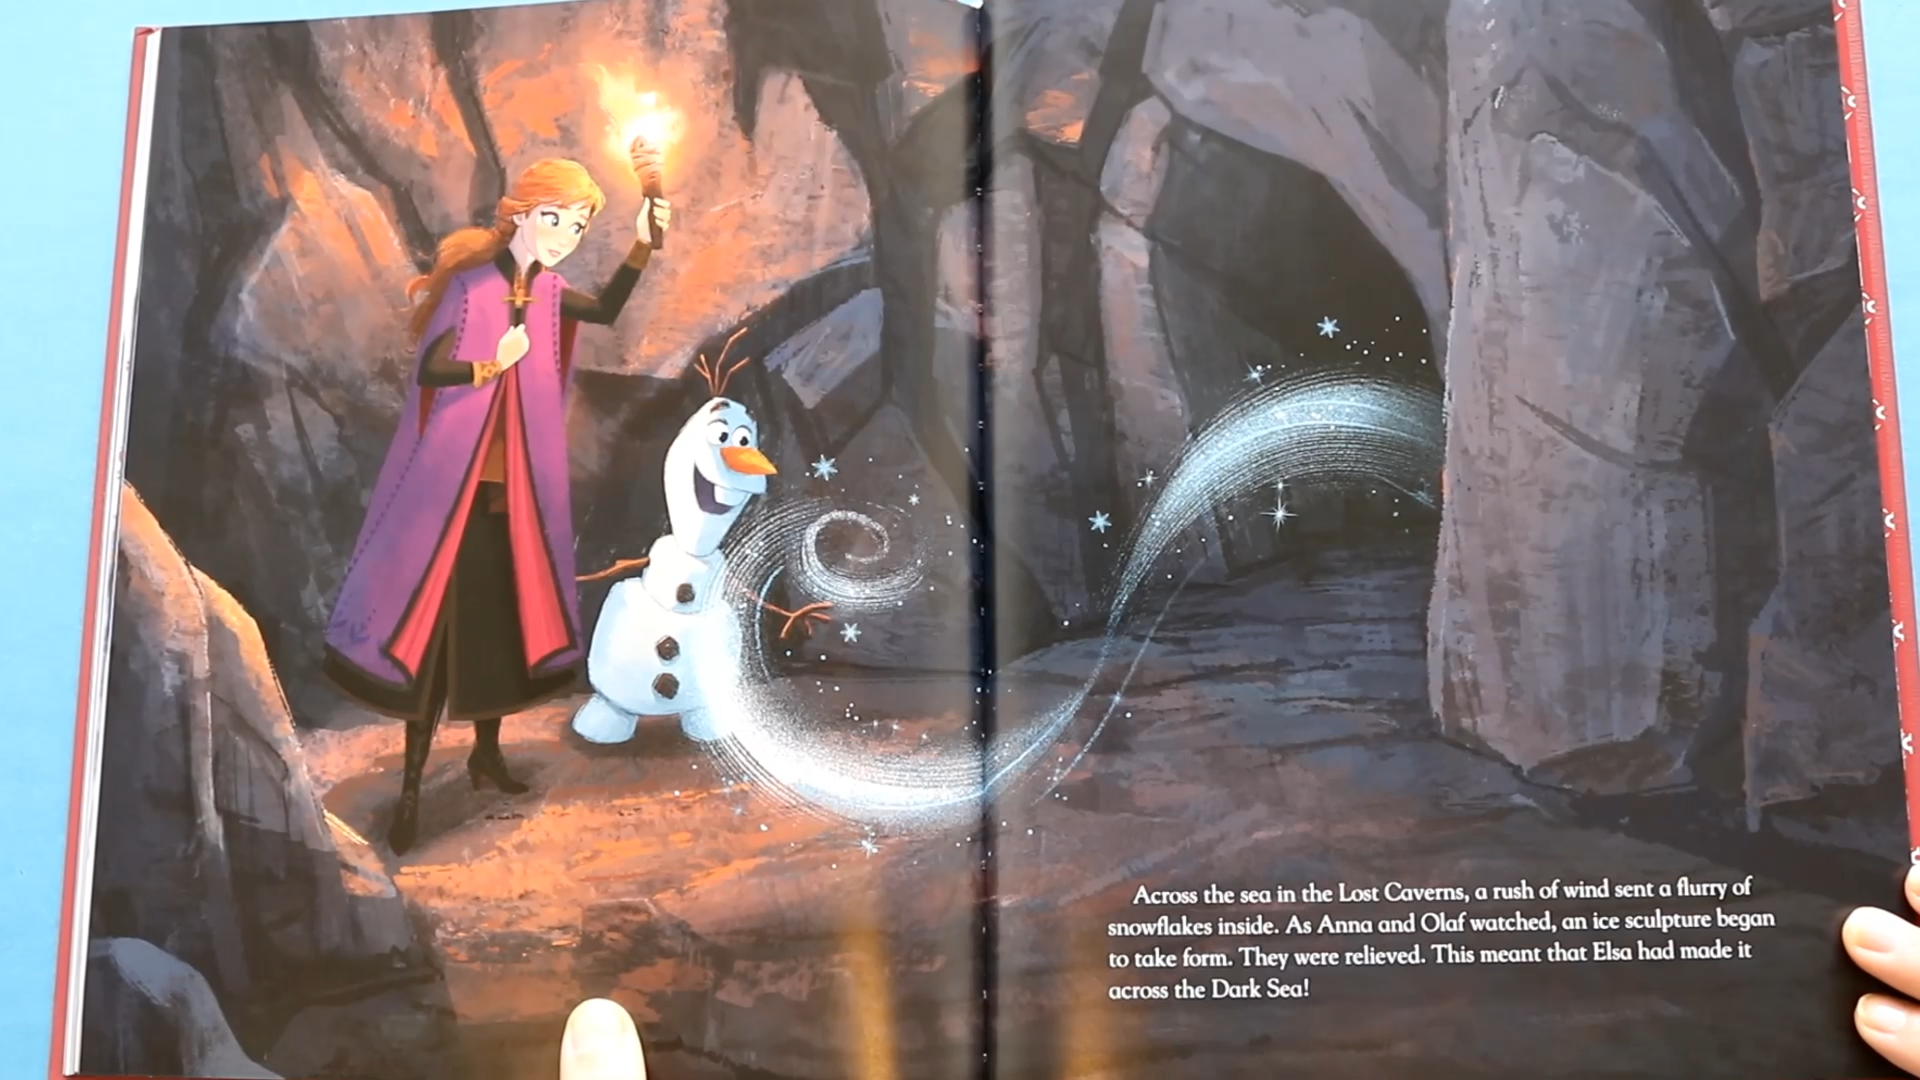 Across the sea in the Lost Caverns, a rush of wind sent a flurry of
snowflakes inside. As Anna and Olaf watched, an ice sculpture began
to take form. They were relieved. This meant that Elsa had made it
across the Dark Sea!